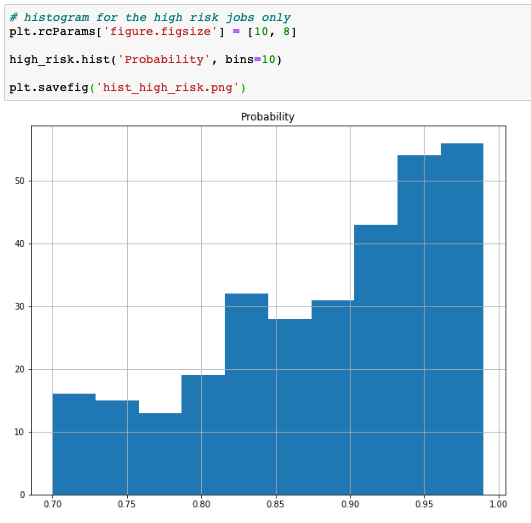 # histogram for the high risk jobs only
plt.rcParams['figure.figsize'] = [10, 8]
high_risk.hist('Probability', bins=10)
plt.savefig('hist_high_risk.png')
Probability
50
40
30
20
10
0
0.70 0.75 0.80 0.85 0.90 0.95 1.00